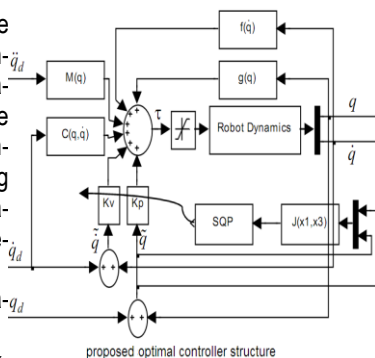 f(q̇)
q̈d
M(q)
g(q)
C(q,q̇)
τ
Robot Dynamics
q
q̇
Kv
Kp
SQP
J(x1,x3)
q̇d
q̃̇
q̃
qd
proposed optimal controller structure